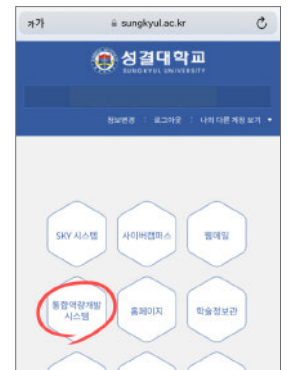 가가 sungkyul.ac.kr
성결대학교
SUNGKYUL UNIVERSITY
정보변경 로그아웃 나의 다른 계정 보기
SKY 시스템 사이버캠퍼스 웹메일
통합역량개발
시스템
홈페이지 학술정보관